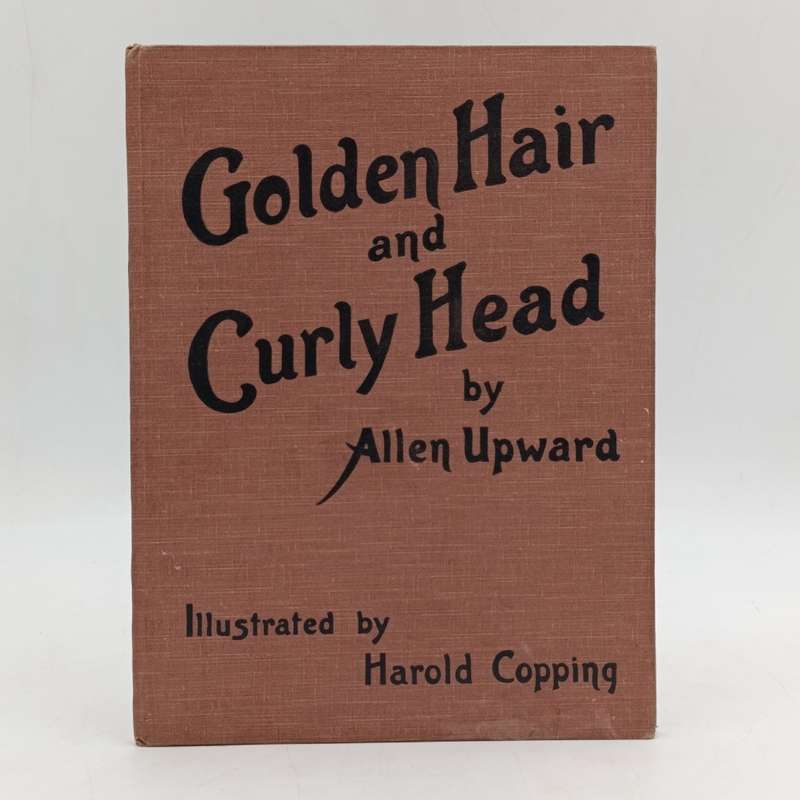 Golden Hair
and
Curly Head
by
Allen Upward
Illustrated by
Harold Copping